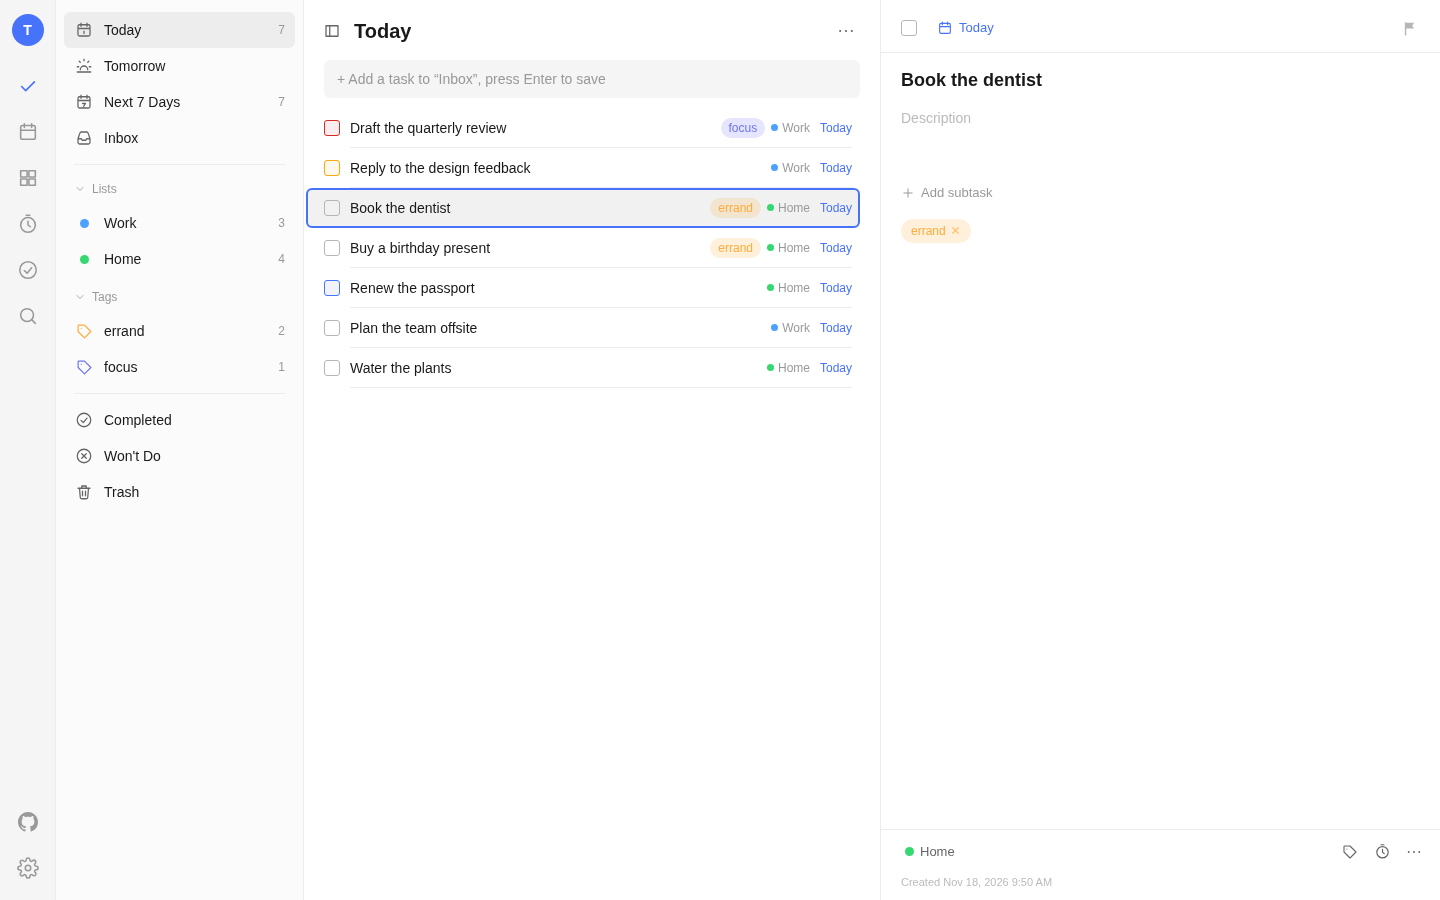 T
Today 7
Tomorrow
Next 7 Days 7
Inbox
Lists
Work 3
Home 4
Tags
errand 2
focus 1
Completed
Won't Do
Trash
Today
+ Add a task to “Inbox”, press Enter to save
Draft the quarterly review focus Work Today
Reply to the design feedback Work Today
Book the dentist errand Home Today
Buy a birthday present errand Home Today
Renew the passport Home Today
Plan the team offsite Work Today
Water the plants Home Today
Today
Book the dentist
Description
Add subtask
errand
Home
Created Nov 18, 2026 9:50 AM